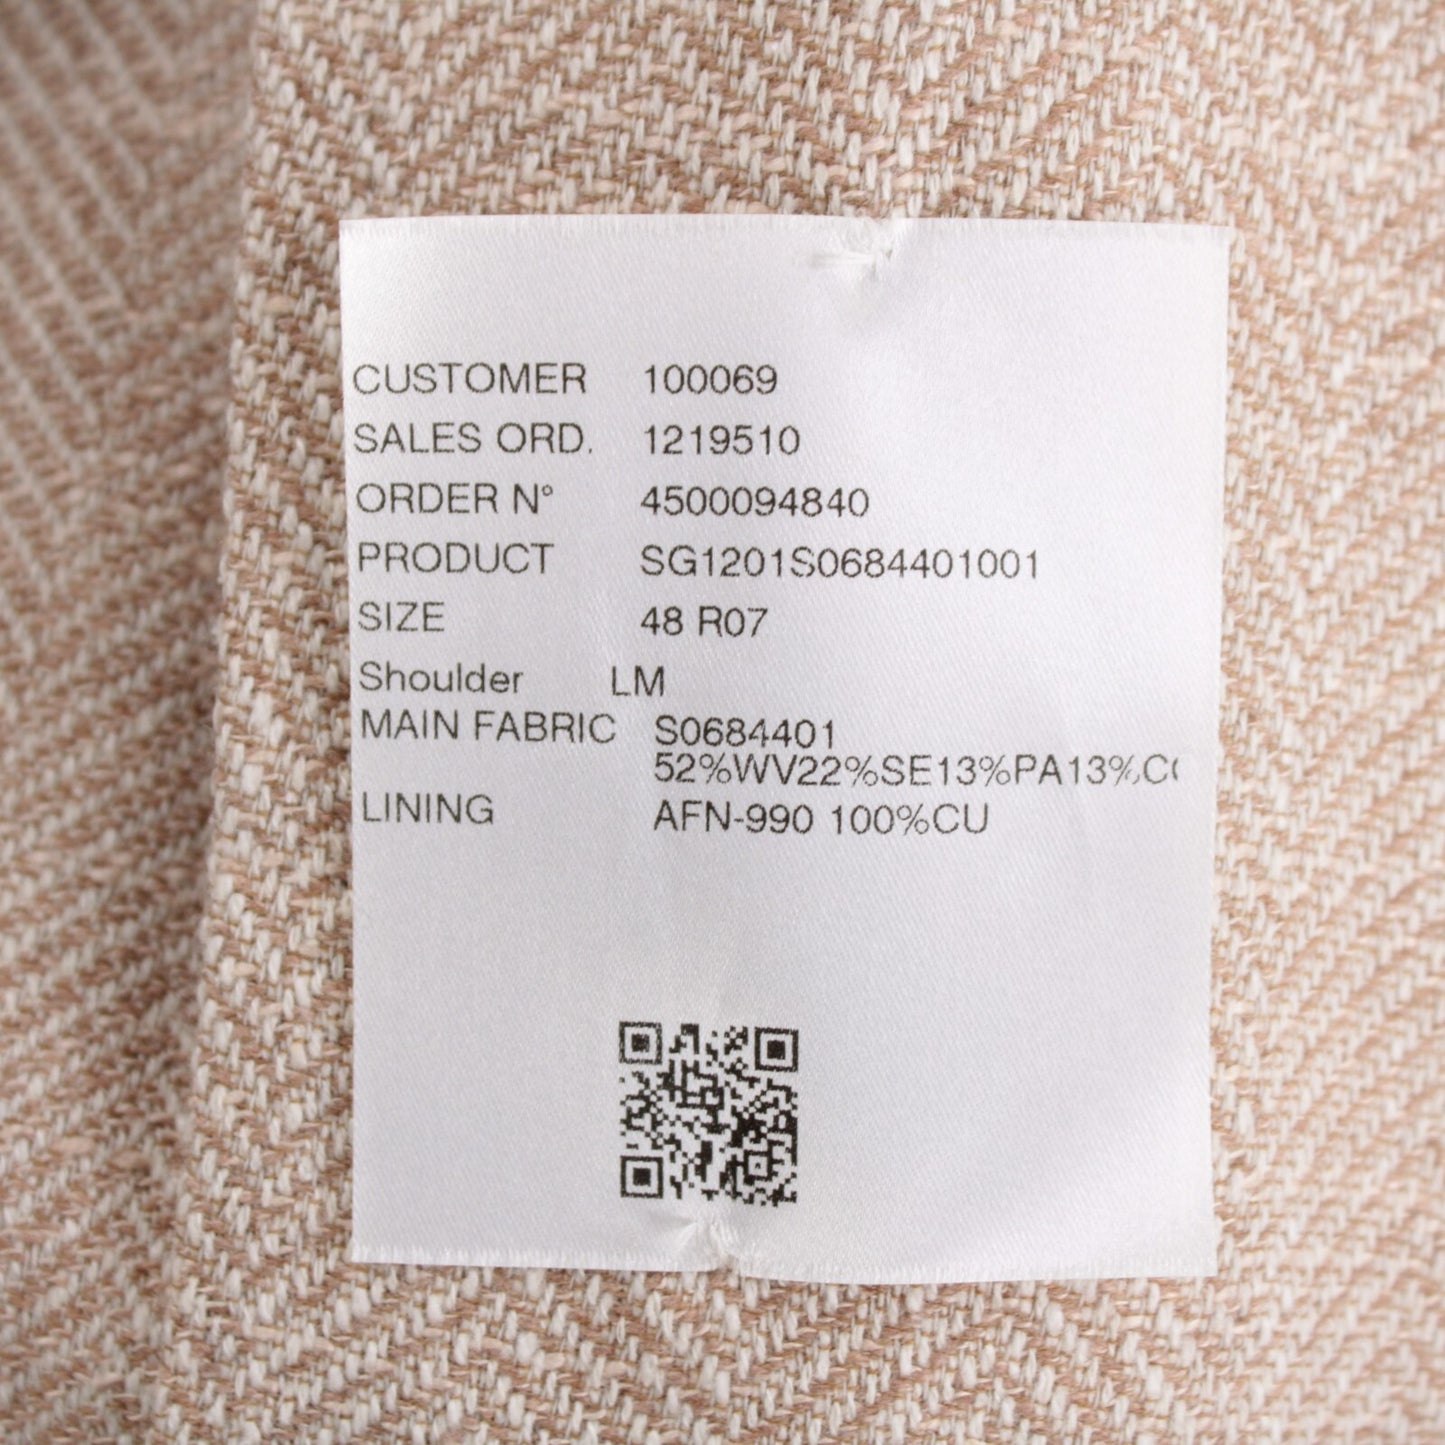 CUSTOMER 100069
SALES ORD. 1219510
ORDER N° 4500094840
PRODUCT SG1201S0684401001
SIZE 48 R07
Shoulder LM
MAIN FABRIC S0684401
52%WV22%SE13%PA13%C
LINING AFN-990 100%CU